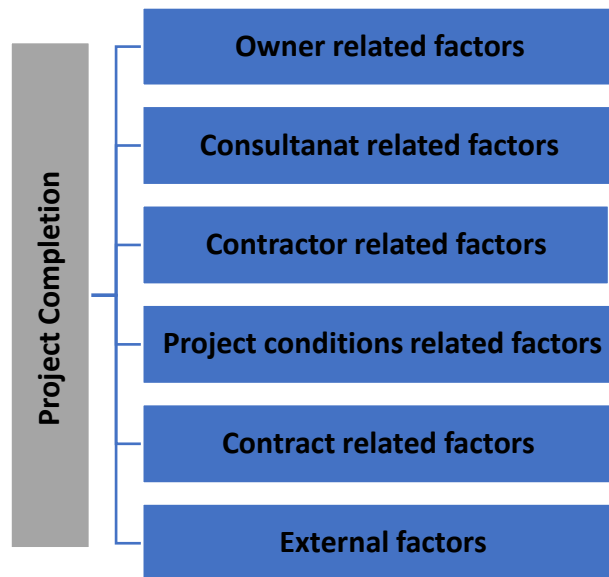 Project Completion
Owner related factors
Consultanat related factors
Contractor related factors
Project conditions related factors
Contract related factors
External factors